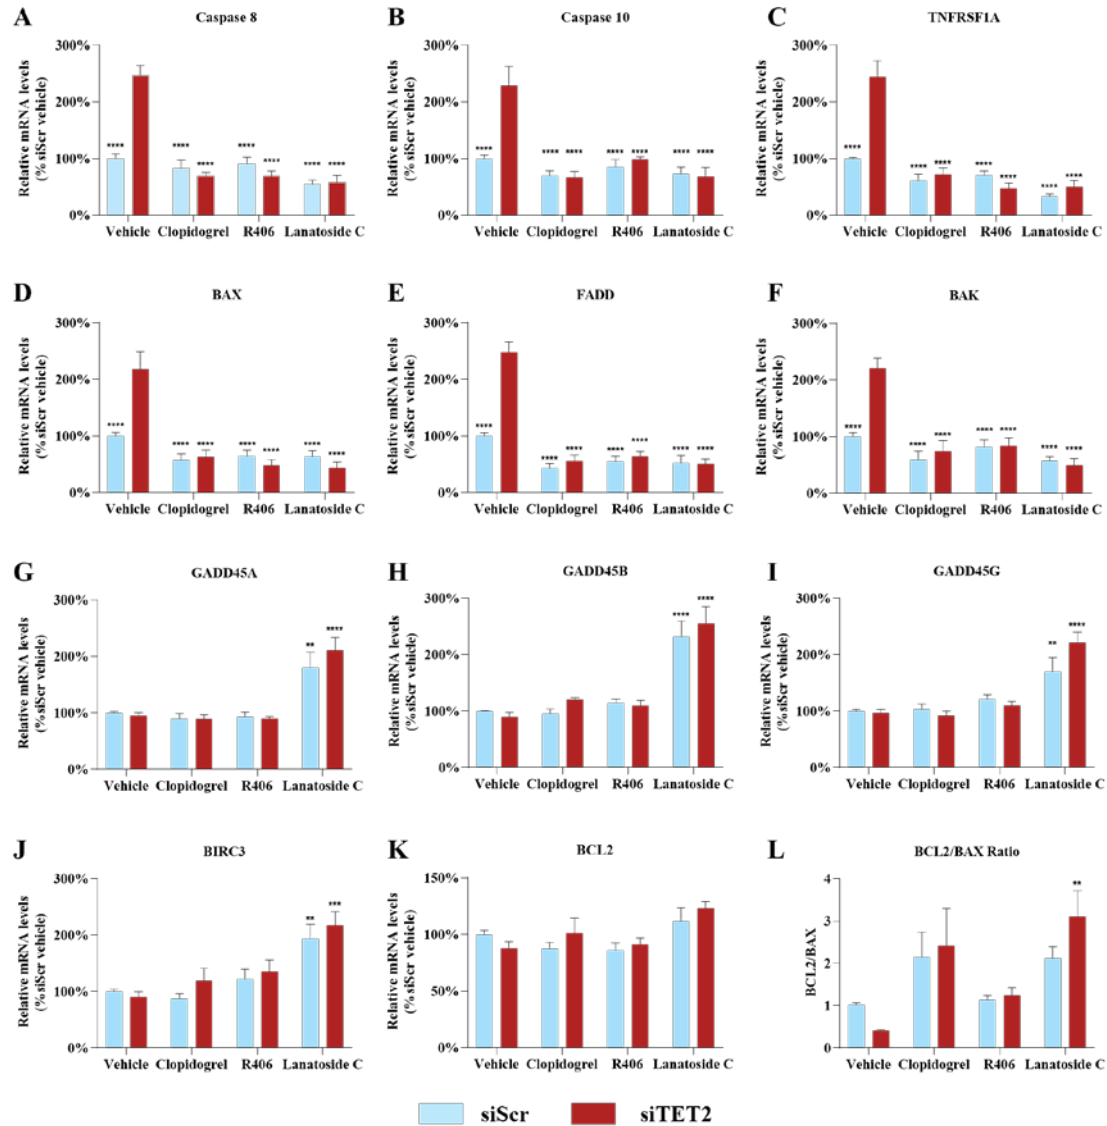 A
Caspase 8
Relative mRNA levels
(% siScr vehicle)
300%
200%
100%
0%
**** **** **** **** **** **** ****
Vehicle Clopidogrel R406 Lanatoside C
B
Caspase 10
Relative mRNA levels
(% siScr vehicle)
300%
200%
100%
0%
**** **** **** **** **** **** ****
Vehicle Clopidogrel R406 Lanatoside C
C
TNFRSF1A
Relative mRNA levels
(% siScr vehicle)
300%
200%
100%
0%
**** **** **** **** **** **** ****
Vehicle Clopidogrel R406 Lanatoside C
D
BAX
Relative mRNA levels
(% siScr vehicle)
300%
200%
100%
0%
**** **** **** **** **** **** ****
Vehicle Clopidogrel R406 Lanatoside C
E
FADD
Relative mRNA levels
(% siScr vehicle)
300%
200%
100%
0%
**** **** **** **** **** **** ****
Vehicle Clopidogrel R406 Lanatoside C
F
BAK
Relative mRNA levels
(% siScr vehicle)
300%
200%
100%
0%
**** **** **** **** **** **** ****
Vehicle Clopidogrel R406 Lanatoside C
G
GADD45A
Relative mRNA levels
(% siScr vehicle)
300%
200%
100%
0%
** ****
Vehicle Clopidogrel R406 Lanatoside C
H
GADD45B
Relative mRNA levels
(% siScr vehicle)
300%
200%
100%
0%
**** ****
Vehicle Clopidogrel R406 Lanatoside C
I
GADD45G
Relative mRNA levels
(% siScr vehicle)
300%
200%
100%
0%
** ****
Vehicle Clopidogrel R406 Lanatoside C
J
BIRC3
Relative mRNA levels
(% siScr vehicle)
300%
200%
100%
0%
** ***
Vehicle Clopidogrel R406 Lanatoside C
K
BCL2
Relative mRNA levels
(% siScr vehicle)
150%
100%
50%
0%
Vehicle Clopidogrel R406 Lanatoside C
L
BCL2/BAX Ratio
BCL2/BAX
4
3
2
1
0
**
Vehicle Clopidogrel R406 Lanatoside C
siScr siTET2